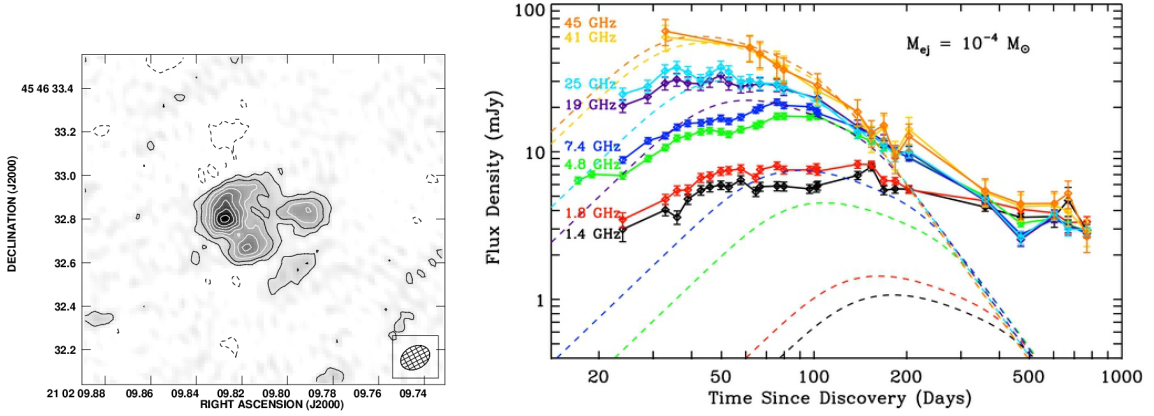 45 46 33.4
33.2
33.0
32.8
32.6
32.4
32.2
DECLINATION (J2000)
21 02 09.88 09.86 09.84 09.82 09.80 09.78 09.76 09.74
RIGHT ASCENSION (J2000)
100
10
1
Flux Density (mJy)
45 GHz
41 GHz
25 GHz
19 GHz
7.4 GHz
4.8 GHz
1.8 GHz
1.4 GHz
M_ej = 10^-4 M_⊙
20 50 100 200 500 1000
Time Since Discovery (Days)